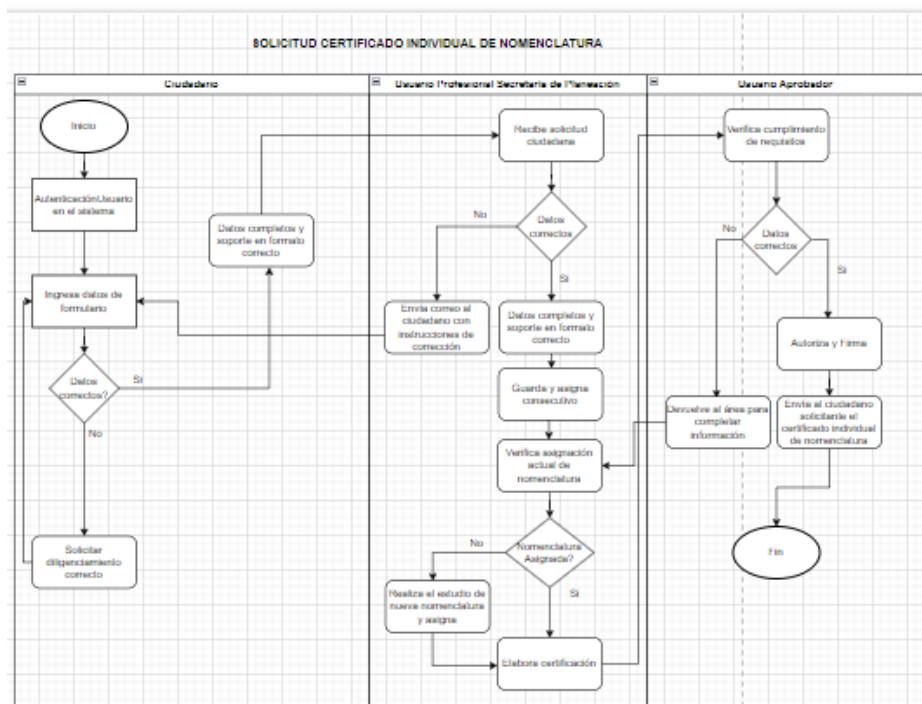 SOLICITUD CERTIFICADO INDIVIDUAL DE NOMENCLATURA
Ciudadano
Usuario Profesional Secretaria de Planeación
Usuario Aprobador
Inicio
Autenticación Usuario
en el sistema
Ingresa datos de
formulario
Datos
correctos?
Si
No
Solicitar
diligenciamiento
correcto
Datos completos y
soporte en formato
correcto
Recibe solicitud
ciudadana
Datos
correctos
No
Si
Envía correo al
ciudadano con
instrucciones de
corrección
Datos completos y
soporte en formato
correcto
Guarda y asigna
consecutivo
Verifica asignación
actual de
nomenclatura
Nomenclatura
Asignada?
No
Si
Realiza el estudio de
nueva nomenclatura
y asigna
Elabora certificación
Verifica cumplimiento
de requisitos
Datos
correctos
No
Si
Autoriza y Firma
Devuelve al área para
completar
información
Envía al ciudadano
solicitante el
certificado individual
de nomenclatura
Fin